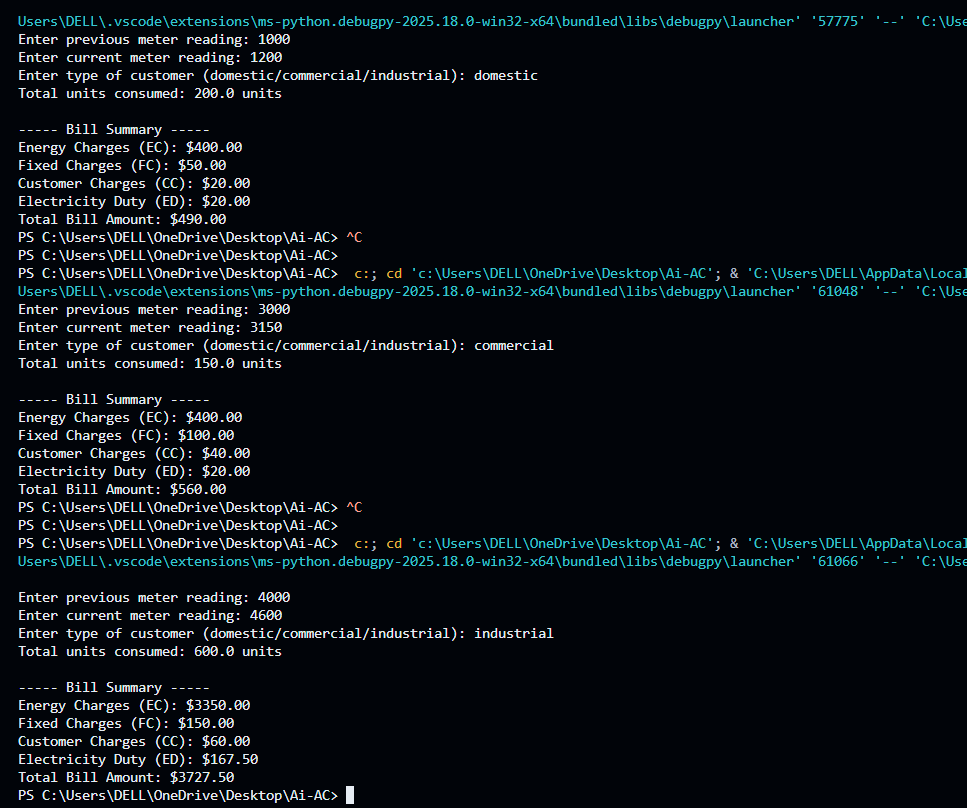 Users\DELL\.vscode\extensions\ms-python.debugpy-2025.18.0-win32-x64\bundled\libs\debugpy\launcher' '57775' '--' 'C:\Use
Enter previous meter reading: 1000
Enter current meter reading: 1200
Enter type of customer (domestic/commercial/industrial): domestic
Total units consumed: 200.0 units
----- Bill Summary -----
Energy Charges (EC): $400.00
Fixed Charges (FC): $50.00
Customer Charges (CC): $20.00
Electricity Duty (ED): $20.00
Total Bill Amount: $490.00
PS C:\Users\DELL\OneDrive\Desktop\Ai-AC> ^C
PS C:\Users\DELL\OneDrive\Desktop\Ai-AC>
PS C:\Users\DELL\OneDrive\Desktop\Ai-AC>  c:; cd 'c:\Users\DELL\OneDrive\Desktop\Ai-AC'; & 'C:\Users\DELL\AppData\Local
Users\DELL\.vscode\extensions\ms-python.debugpy-2025.18.0-win32-x64\bundled\libs\debugpy\launcher' '61048' '--' 'C:\Use
Enter previous meter reading: 3000
Enter current meter reading: 3150
Enter type of customer (domestic/commercial/industrial): commercial
Total units consumed: 150.0 units
----- Bill Summary -----
Energy Charges (EC): $400.00
Fixed Charges (FC): $100.00
Customer Charges (CC): $40.00
Electricity Duty (ED): $20.00
Total Bill Amount: $560.00
PS C:\Users\DELL\OneDrive\Desktop\Ai-AC> ^C
PS C:\Users\DELL\OneDrive\Desktop\Ai-AC>
PS C:\Users\DELL\OneDrive\Desktop\Ai-AC>  c:; cd 'c:\Users\DELL\OneDrive\Desktop\Ai-AC'; & 'C:\Users\DELL\AppData\Local
Users\DELL\.vscode\extensions\ms-python.debugpy-2025.18.0-win32-x64\bundled\libs\debugpy\launcher' '61066' '--' 'C:\Use
Enter previous meter reading: 4000
Enter current meter reading: 4600
Enter type of customer (domestic/commercial/industrial): industrial
Total units consumed: 600.0 units
----- Bill Summary -----
Energy Charges (EC): $3350.00
Fixed Charges (FC): $150.00
Customer Charges (CC): $60.00
Electricity Duty (ED): $167.50
Total Bill Amount: $3727.50
PS C:\Users\DELL\OneDrive\Desktop\Ai-AC>